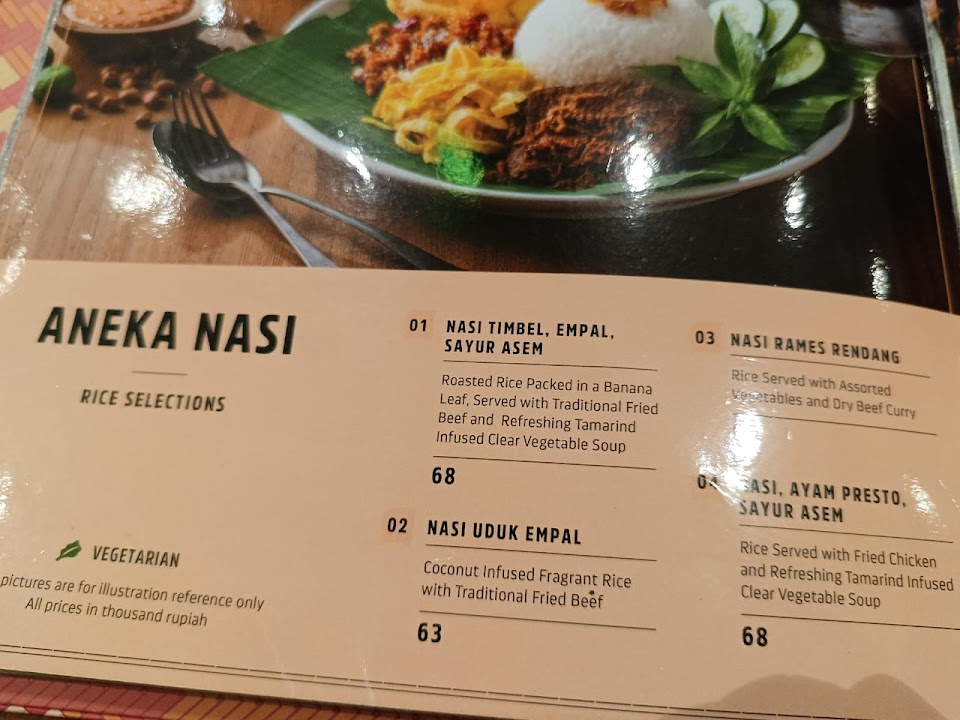 ANEKA NASI
RICE SELECTIONS
VEGETARIAN
pictures are for illustration reference only
All prices in thousand rupiah
01 NASI TIMBEL, EMPAL,
SAYUR ASEM
Roasted Rice Packed in a Banana
Leaf, Served with Traditional Fried
Beef and Refreshing Tamarind
Infused Clear Vegetable Soup
68
02 NASI UDUK EMPAL
Coconut Infused Fragrant Rice
with Traditional Fried Beef
63
03 NASI RAMES RENDANG
Rice Served with Assorted
Vegetables and Dry Beef Curry
04 NASI, AYAM PRESTO,
SAYUR ASEM
Rice Served with Fried Chicken
and Refreshing Tamarind Infused
Clear Vegetable Soup
68